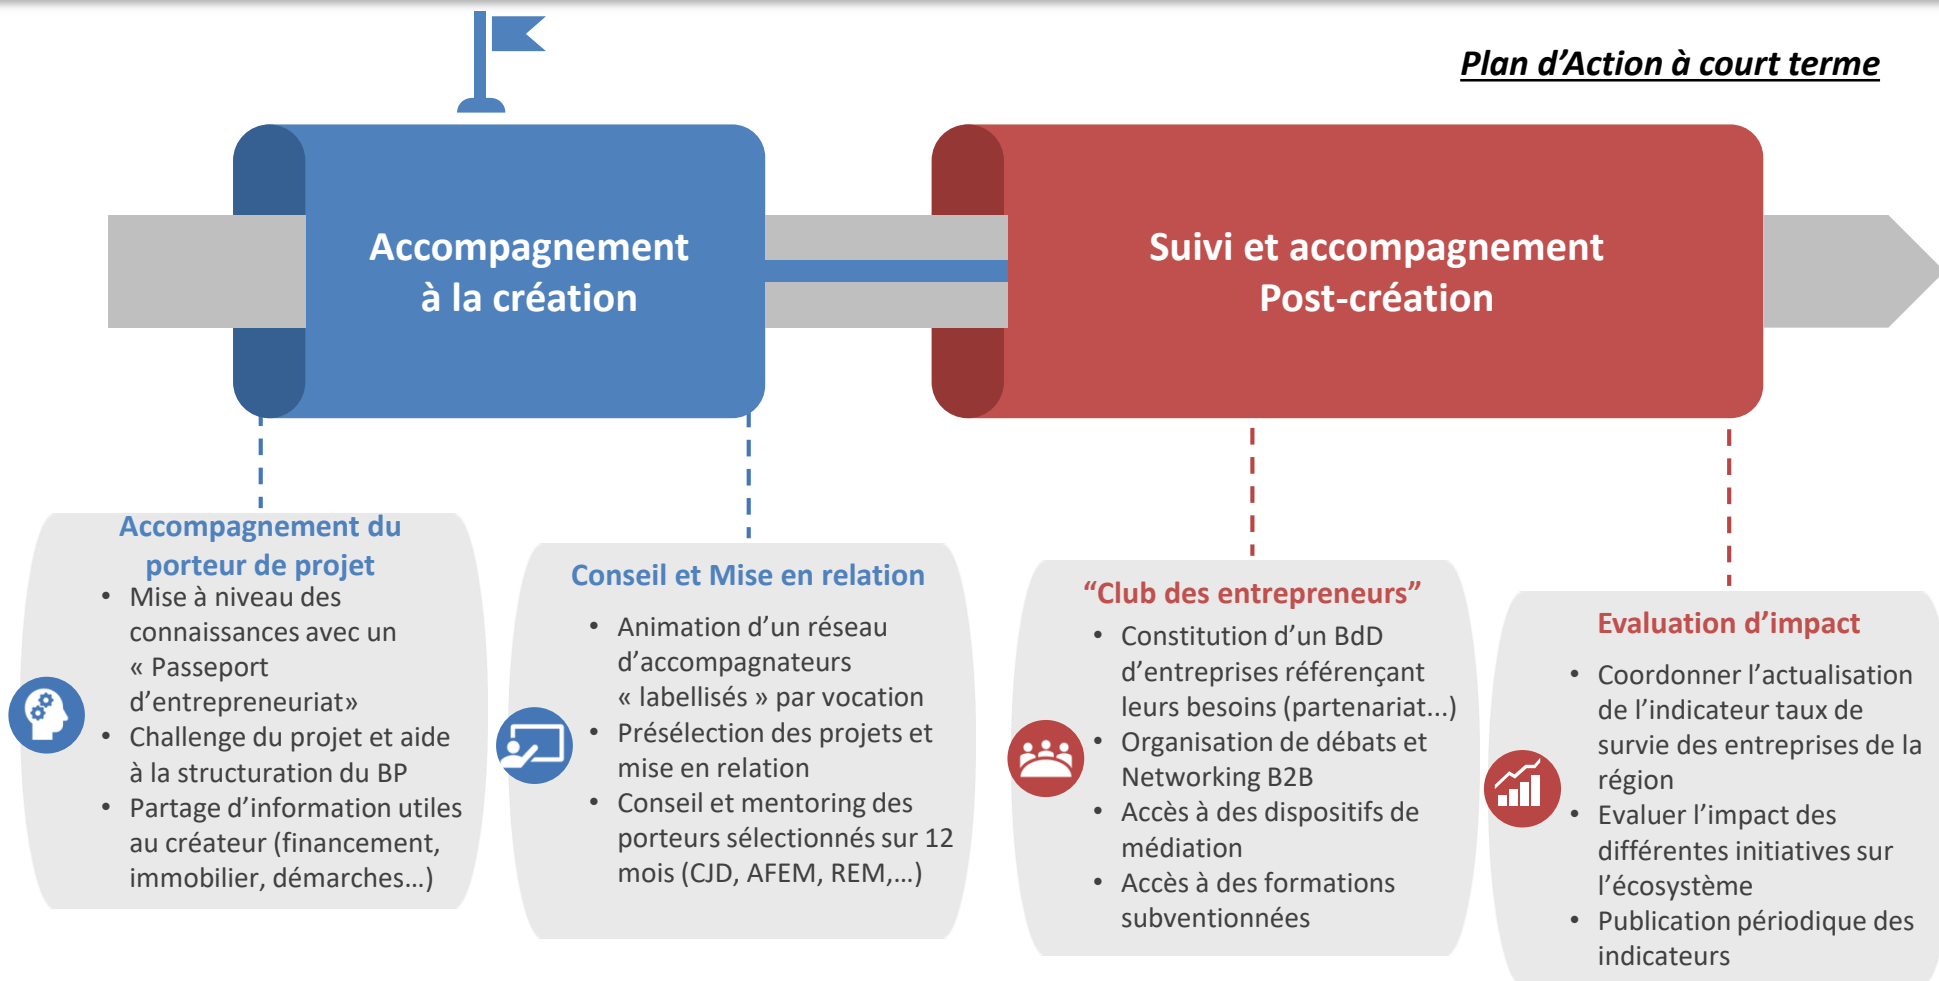 Plan d’Action à court terme
Accompagnement
à la création
Suivi et accompagnement
Post-création
Accompagnement du
porteur de projet
• Mise à niveau des
connaissances avec un
« Passeport
d’entrepreneuriat»
• Challenge du projet et aide
à la structuration du BP
• Partage d’information utiles
au créateur (financement,
immobilier, démarches…)
Conseil et Mise en relation
• Animation d’un réseau
d’accompagnateurs
« labellisés » par vocation
• Présélection des projets et
mise en relation
• Conseil et mentoring des
porteurs sélectionnés sur 12
mois (CJD, AFEM, REM,…)
“Club des entrepreneurs”
• Constitution d’un BdD
d’entreprises référençant
leurs besoins (partenariat...)
• Organisation de débats et
Networking B2B
• Accès à des dispositifs de
médiation
• Accès à des formations
subventionnées
Evaluation d’impact
• Coordonner l’actualisation
de l’indicateur taux de
survie des entreprises de la
région
• Evaluer l’impact des
différentes initiatives sur
l’écosystème
• Publication périodique des
indicateurs